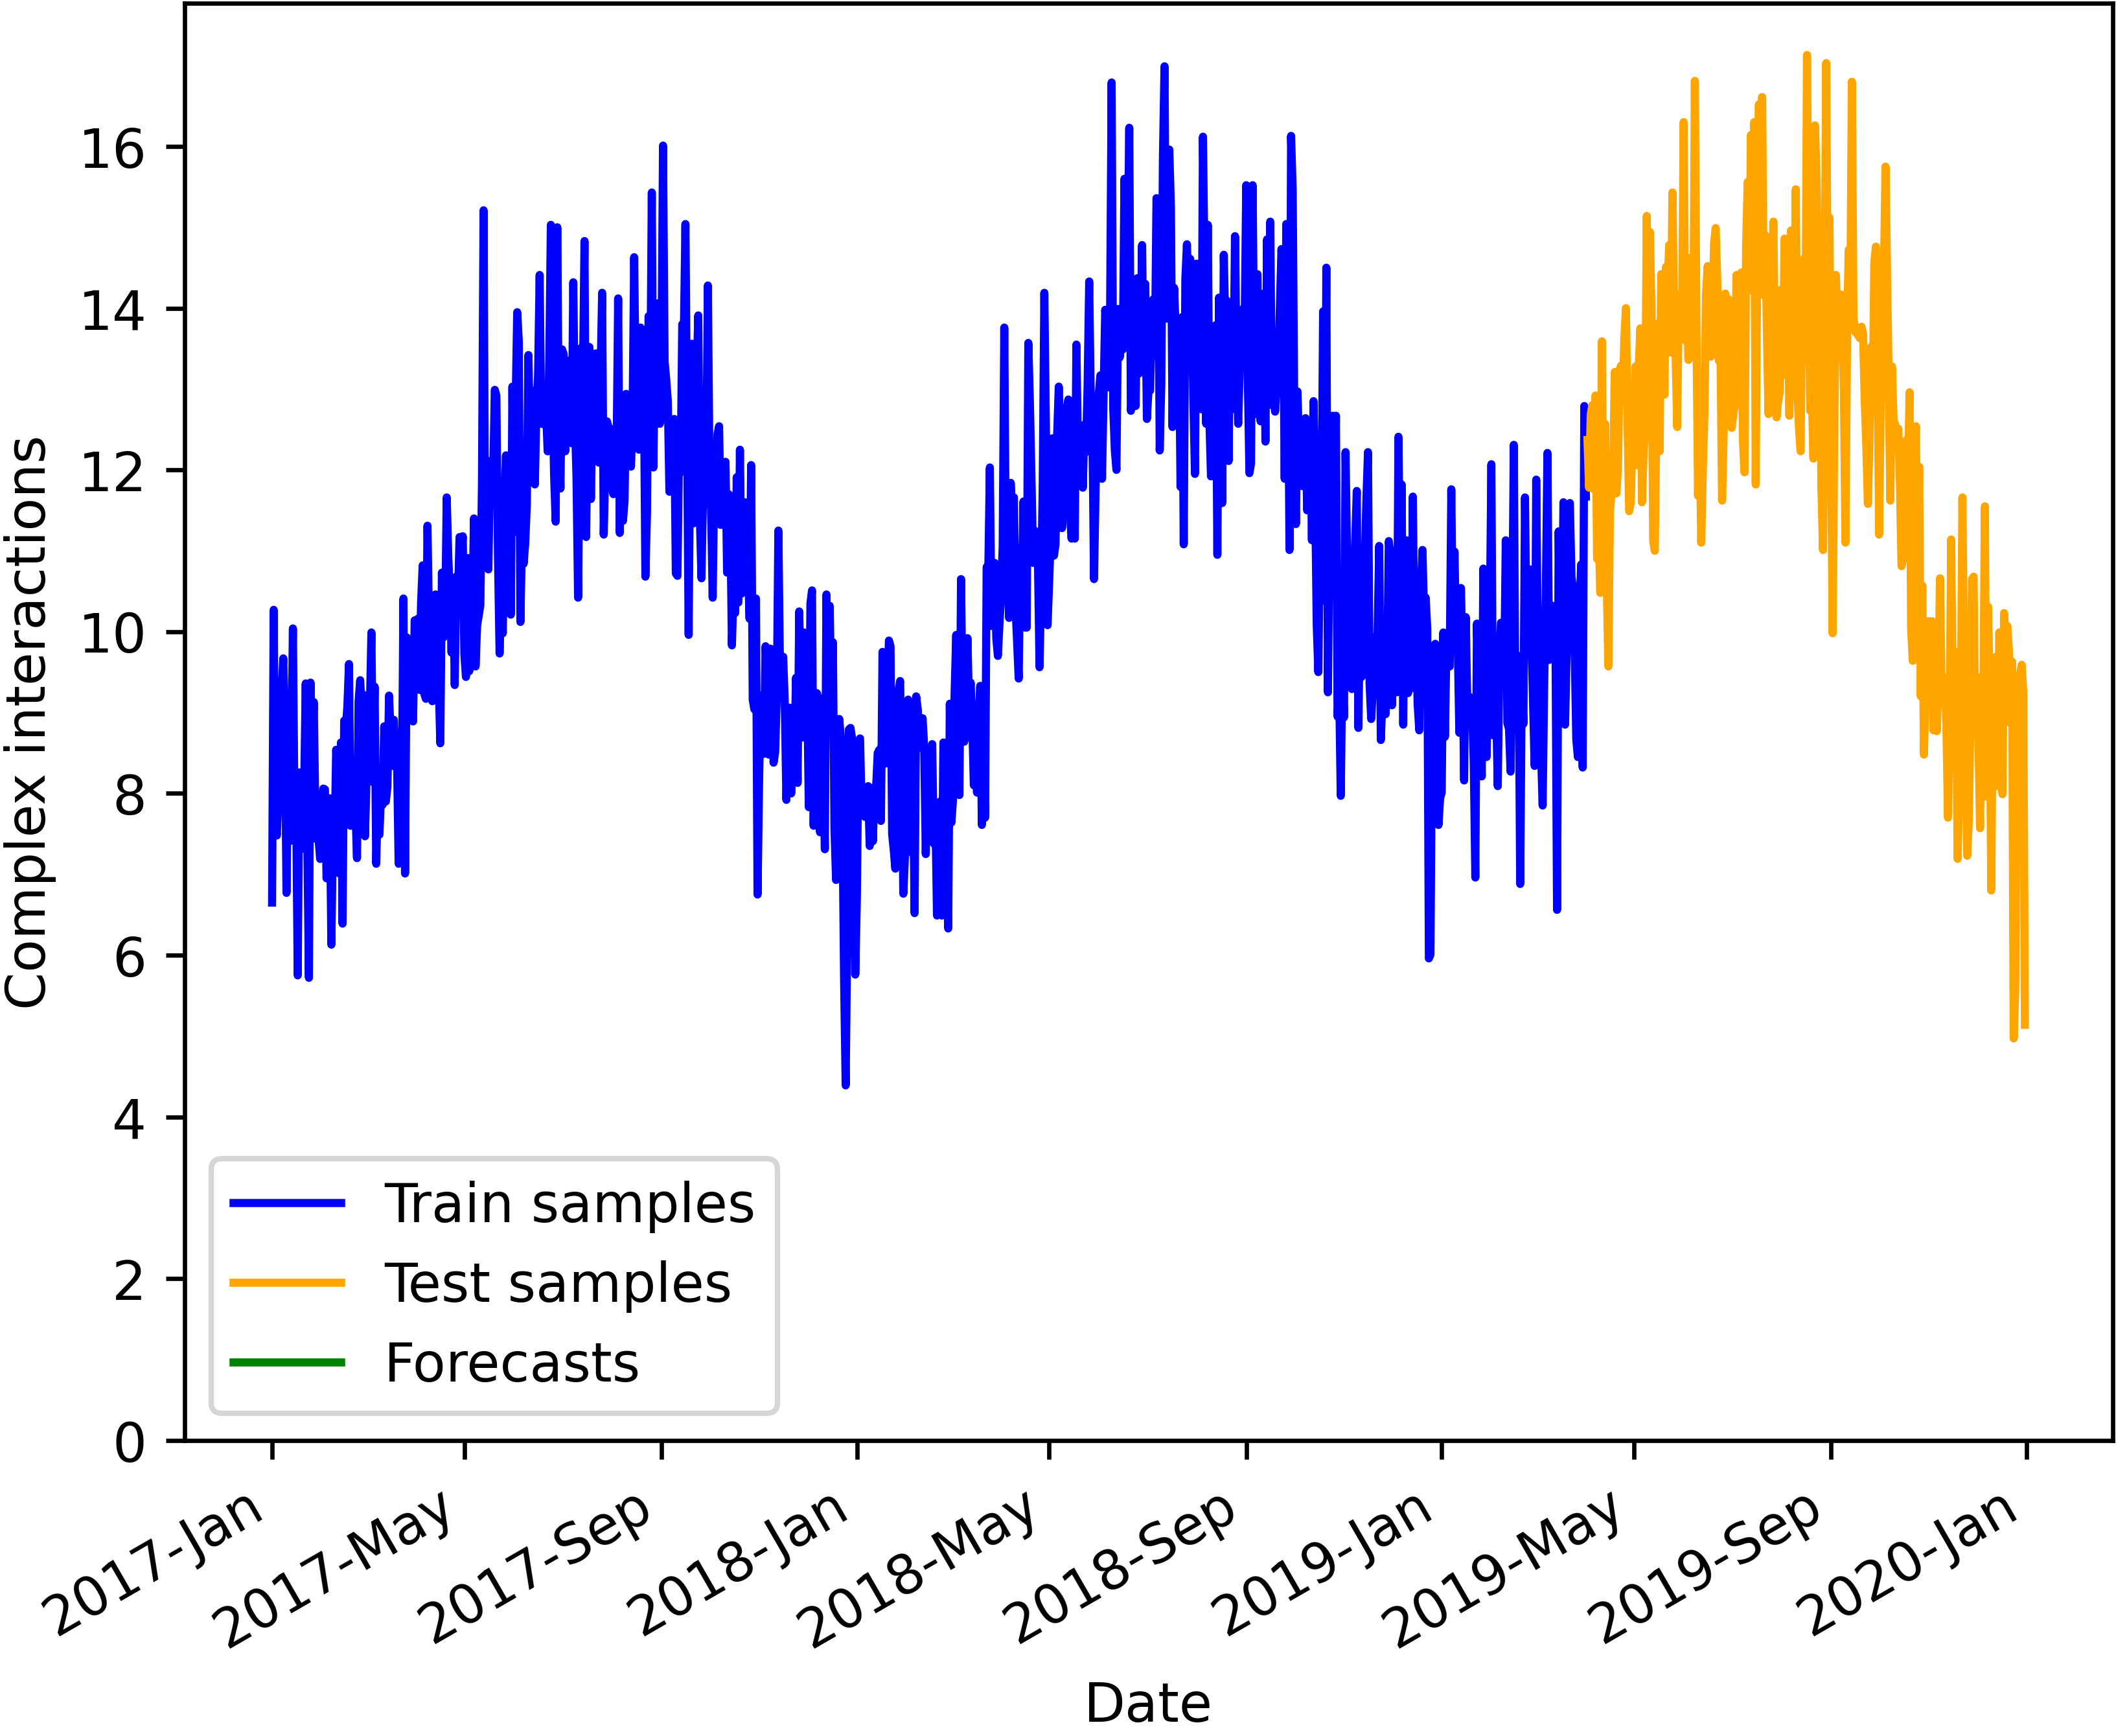 Complex interactions
16
14
12
10
8
6
4
2
0
Train samples
Test samples
Forecasts
2017-Jan
2017-May
2017-Sep
2018-Jan
2018-May
2018-Sep
2019-Jan
2019-May
2019-Sep
2020-Jan
Date